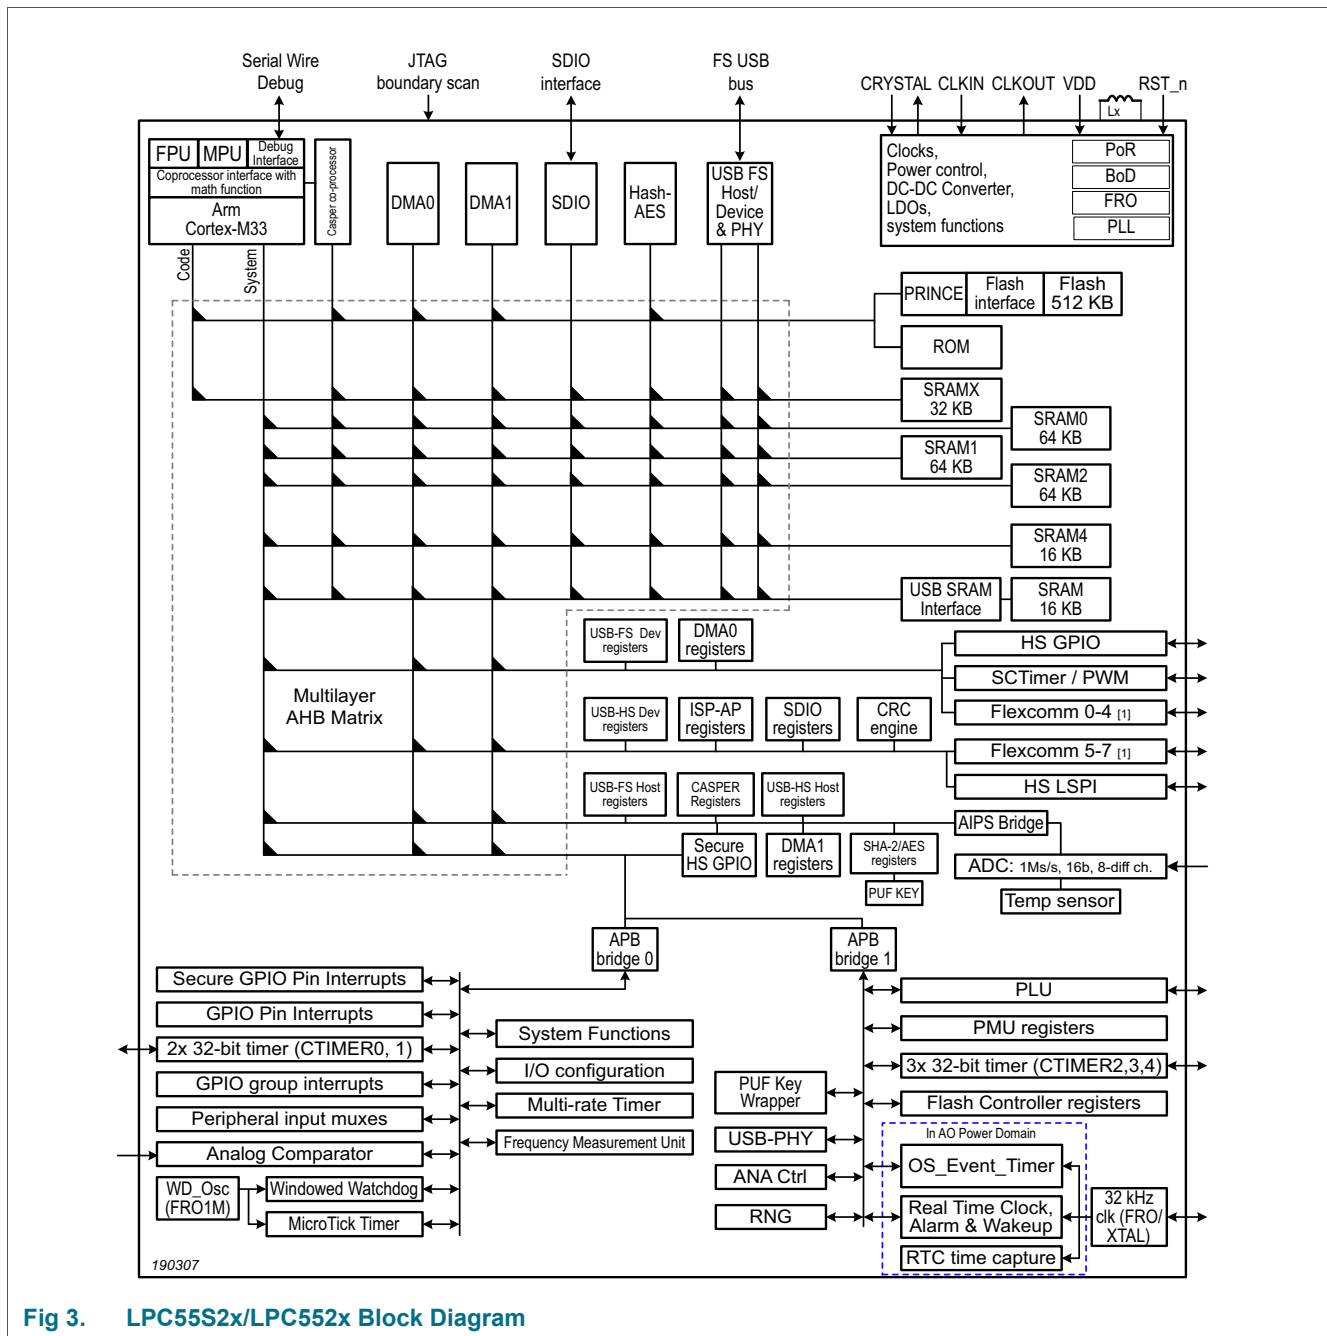 Serial Wire
Debug
JTAG
boundary scan
SDIO
interface
FS USB
bus
CRYSTAL CLKIN CLKOUT VDD
Lx
RST_n
FPU
MPU
Debug
Interface
Coprocessor interface with
math function
Arm
Cortex-M33
Casper co-processor
DMA0
DMA1
SDIO
Hash-
AES
USB FS
Host/
Device
& PHY
Clocks,
Power control,
DC-DC Converter,
LDOs,
system functions
PoR
BoD
FRO
PLL
Code
System
PRINCE
Flash
interface
Flash
512 KB
ROM
SRAMX
32 KB
SRAM0
64 KB
SRAM1
64 KB
SRAM2
64 KB
SRAM4
16 KB
USB SRAM
Interface
SRAM
16 KB
Multilayer
AHB Matrix
USB-FS Dev
registers
DMA0
registers
HS GPIO
SCTimer / PWM
Flexcomm 0-4 [1]
USB-HS Dev
registers
ISP-AP
registers
SDIO
registers
CRC
engine
Flexcomm 5-7 [1]
HS LSPI
USB-FS Host
registers
CASPER
Registers
USB-HS Host
registers
AIPS Bridge
Secure
HS GPIO
DMA1
registers
SHA-2/AES
registers
PUF KEY
ADC: 1Ms/s, 16b, 8-diff ch.
Temp sensor
APB
bridge 0
APB
bridge 1
Secure GPIO Pin Interrupts
GPIO Pin Interrupts
2x 32-bit timer (CTIMER0, 1)
GPIO group interrupts
Peripheral input muxes
Analog Comparator
WD_Osc
(FRO1M)
Windowed Watchdog
MicroTick Timer
System Functions
I/O configuration
Multi-rate Timer
Frequency Measurement Unit
PUF Key
Wrapper
USB-PHY
ANA Ctrl
RNG
PLU
PMU registers
3x 32-bit timer (CTIMER2,3,4)
Flash Controller registers
In AO Power Domain
OS_Event_Timer
Real Time Clock,
Alarm & Wakeup
RTC time capture
32 kHz
clk (FRO/
XTAL)
190307
Fig 3. LPC55S2x/LPC552x Block Diagram